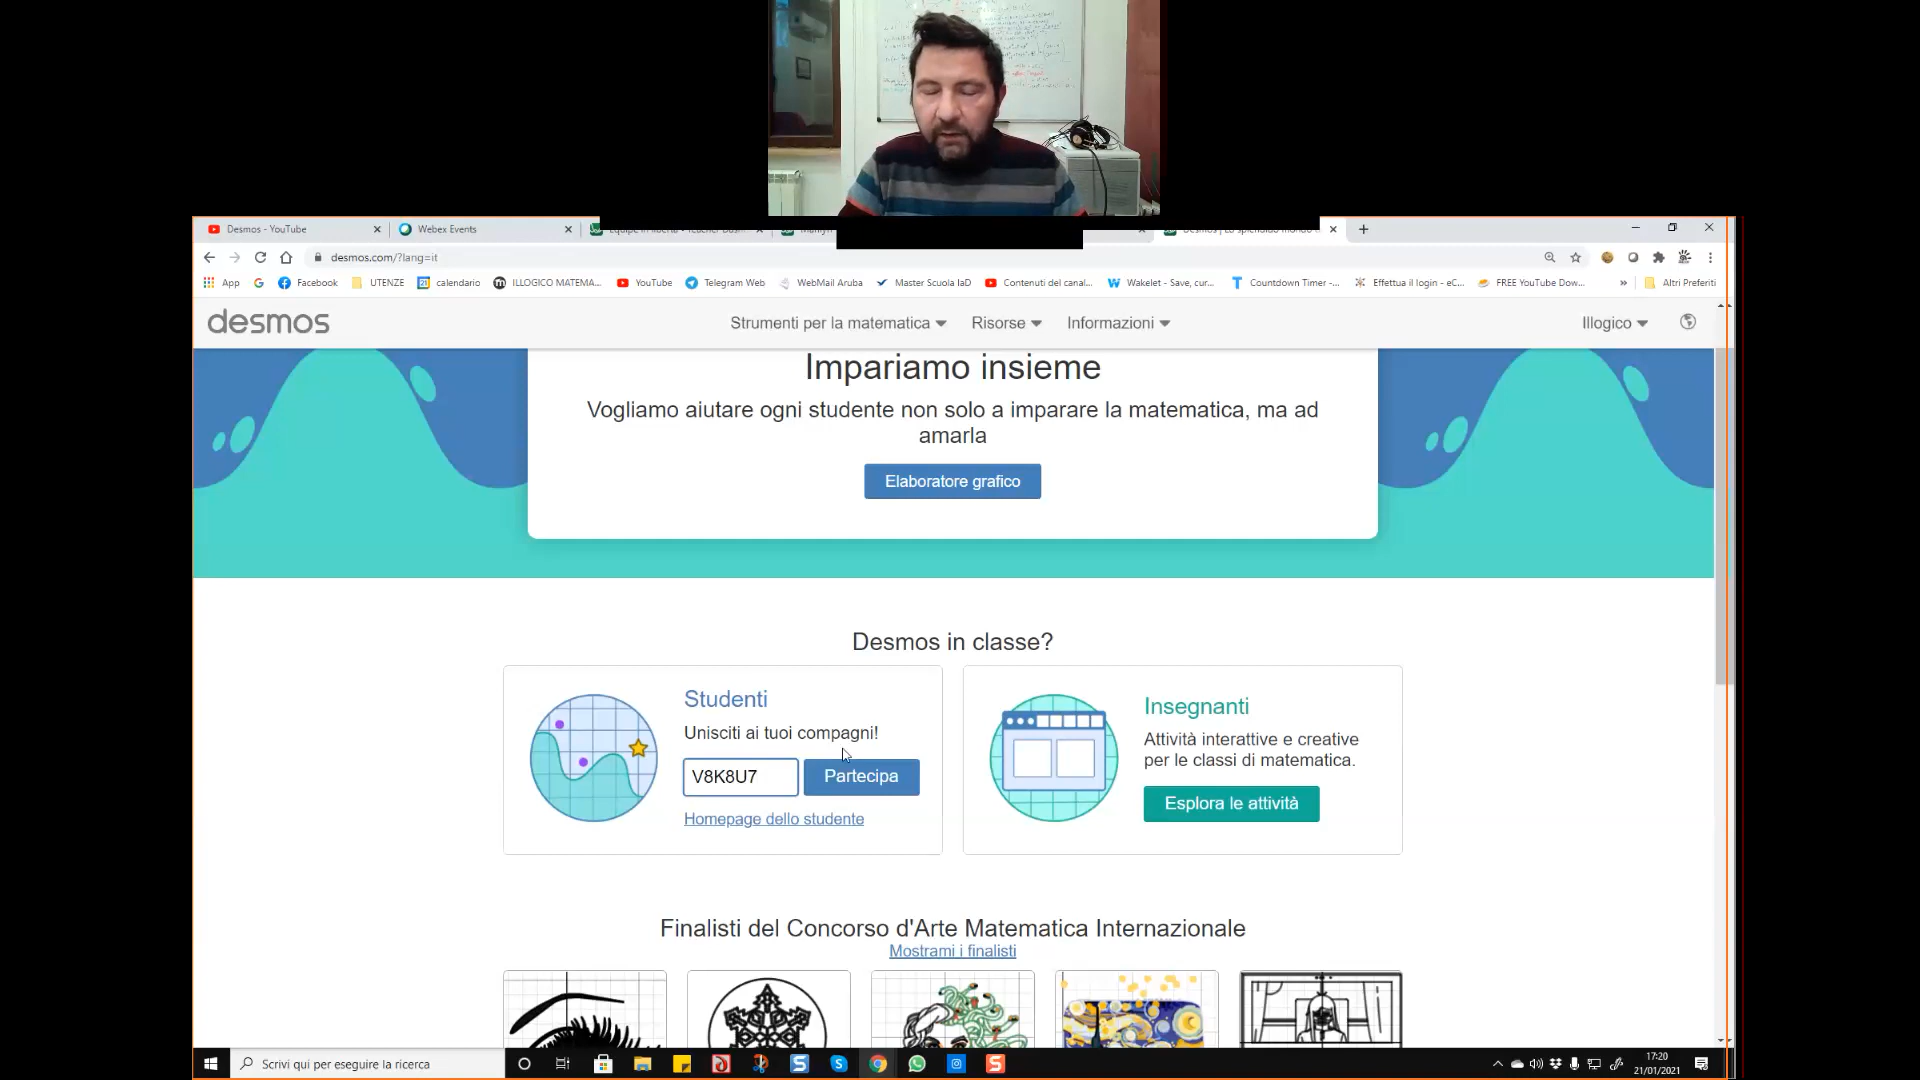 Desmos - YouTube
Webex Events
desmos.com/?lang=it
App
Facebook
UTENZE
calendario
ILLOGICO MATEMA...
YouTube
Telegram Web
WebMail Aruba
Master Scuola IaD
Contenuti del canal...
Wakelet - Save, cur...
Countdown Timer -...
Effettua il login - eC...
FREE YouTube Dow...
»
Altri Preferiti
desmos
Strumenti per la matematica
Risorse
Informazioni
Illogico
Impariamo insieme
Vogliamo aiutare ogni studente non solo a imparare la matematica, ma ad
amarla
Elaboratore grafico
Desmos in classe?
Studenti
Unisciti ai tuoi compagni!
V8K8U7
Partecipa
Homepage dello studente
Insegnanti
Attività interattive e creative
per le classi di matematica.
Esplora le attività
Finalisti del Concorso d'Arte Matematica Internazionale
Mostrami i finalisti
Scrivi qui per eseguire la ricerca
17:20
21/01/2021